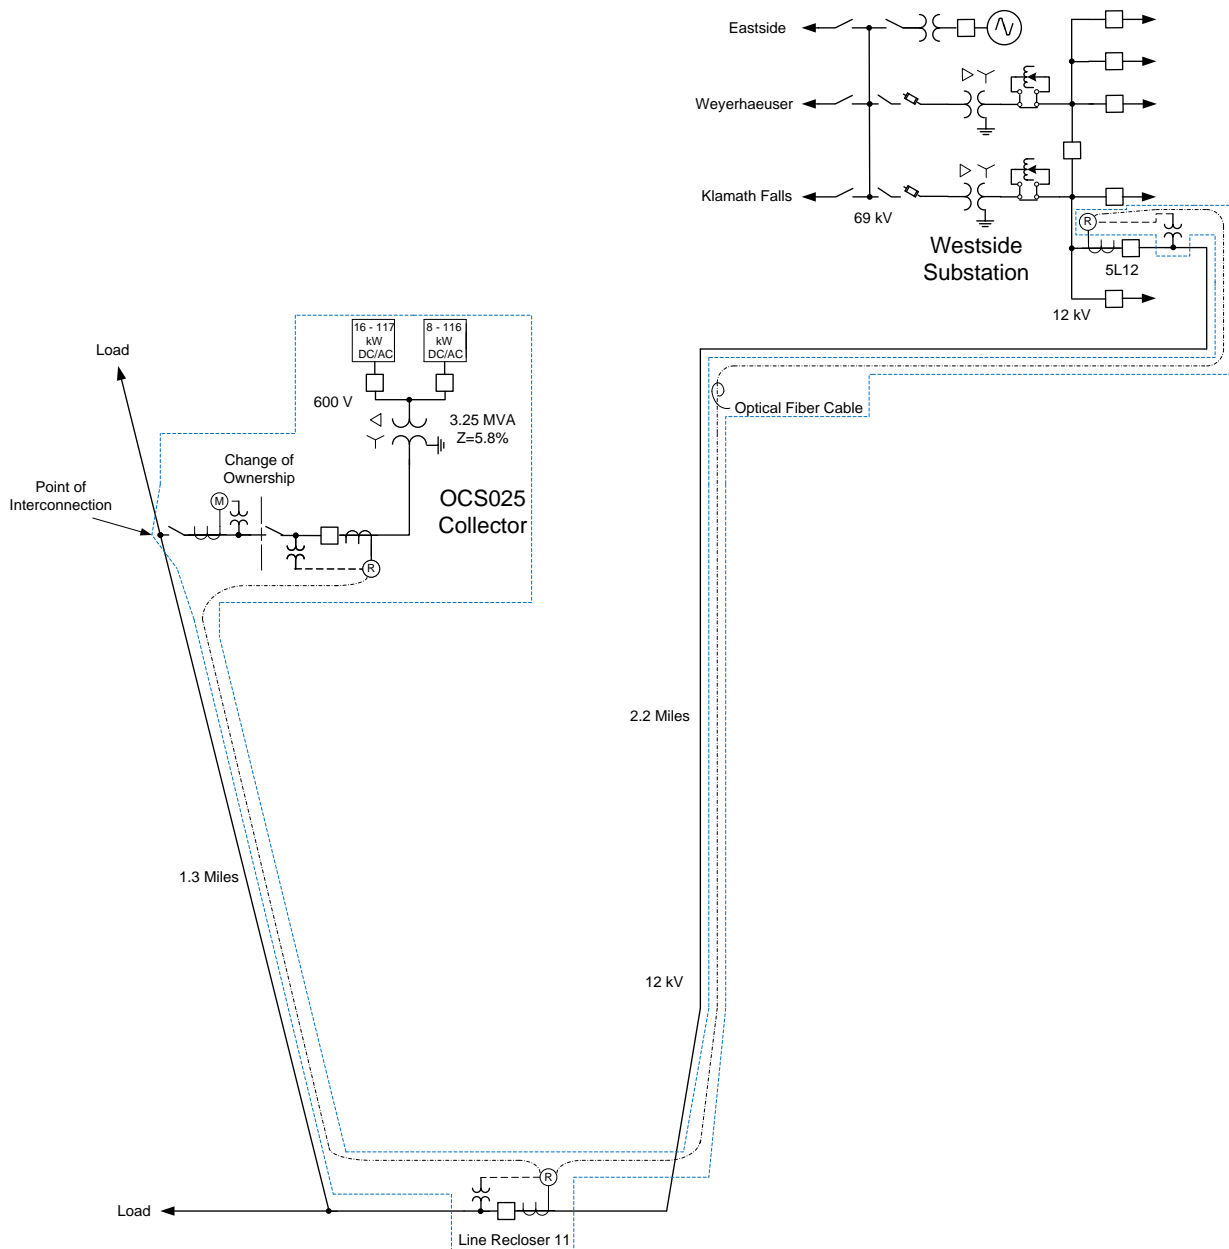 Eastside
Weyerhaeuser
Klamath Falls
69 kV
Westside
Substation
R
5L12
12 kV
16 - 117
kW
DC/AC
8 - 116
kW
DC/AC
Load
600 V
3.25 MVA
Z=5.8%
Optical Fiber Cable
Change of
Ownership
Point of
Interconnection
M
OCS025
Collector
R
2.2 Miles
1.3 Miles
12 kV
R
Load
Line Recloser 11